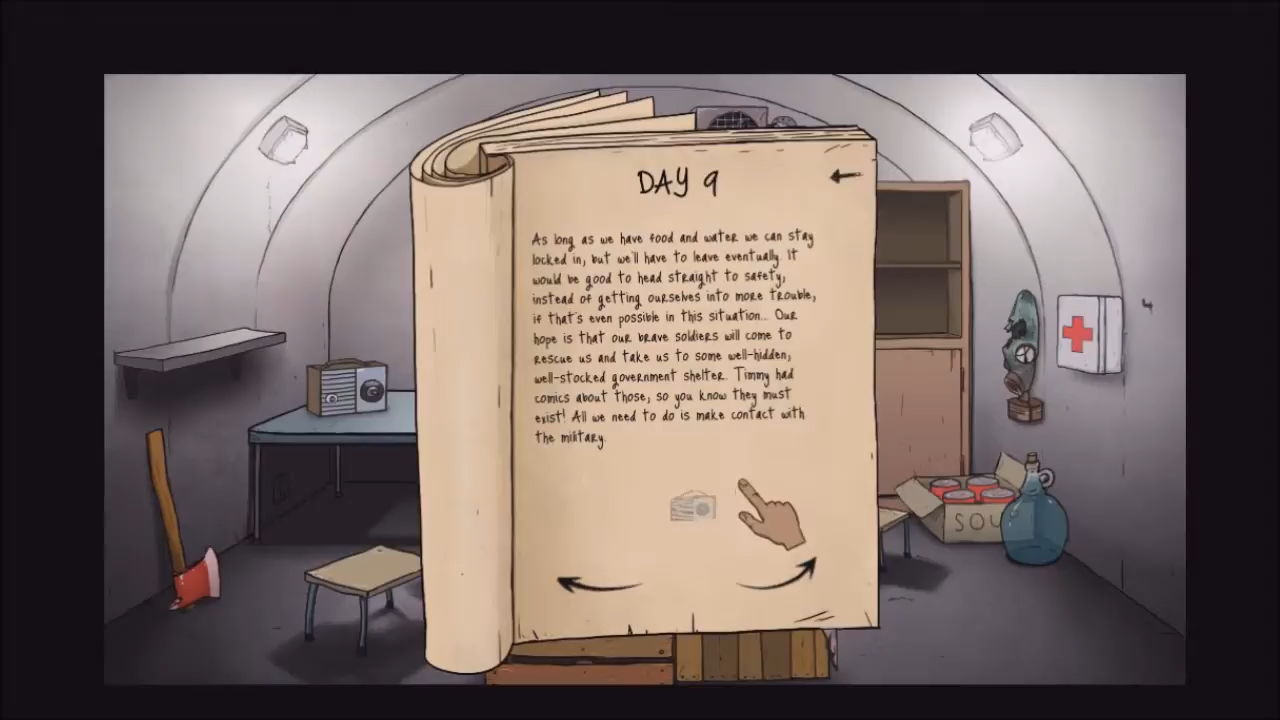 DAY 9
As long as we have food and water we can stay
locked in, but we'll have to leave eventually. It
would be good to head straight to safety,
instead of getting ourselves into more trouble,
if that's even possible in this situation... Our
hope is that our brave soldiers will come to
rescue us and take us to some well-hidden,
well-stocked government shelter. Timmy had
comics about those, so you know they must
exist! All we need to do is make contact with
the military.
SOU